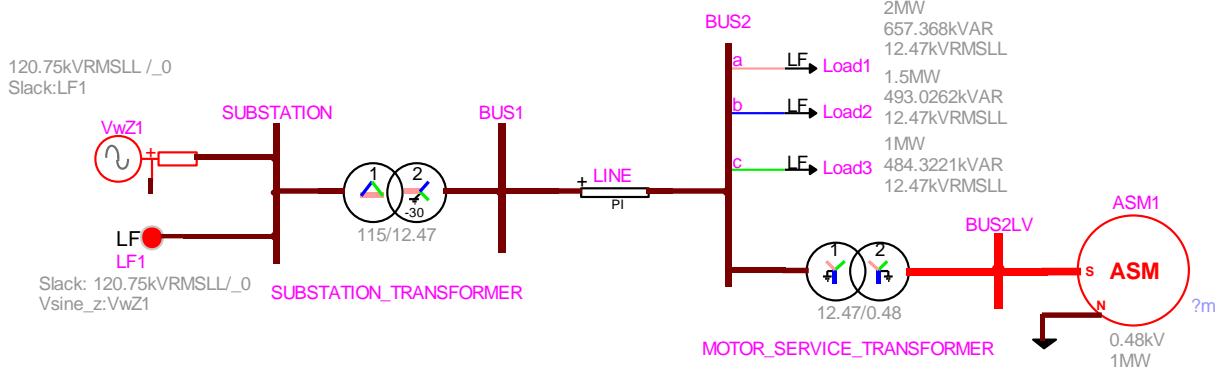 120.75kVRMSLL /_0
Slack:LF1
VwZ1
+
SUBSTATION
LF
LF1
Slack: 120.75kVRMSLL/_0
Vsine_z:VwZ1
1
2
-30
115/12.47
SUBSTATION_TRANSFORMER
BUS1
LINE
+
PI
BUS2
a
LF
Load1
2MW
657.368kVAR
12.47kVRMSLL
b
LF
Load2
1.5MW
493.0262kVAR
12.47kVRMSLL
c
LF
Load3
1MW
484.3221kVAR
12.47kVRMSLL
1
2
12.47/0.48
MOTOR_SERVICE_TRANSFORMER
BUS2LV
ASM1
S
ASM
N
?m
0.48kV
1MW